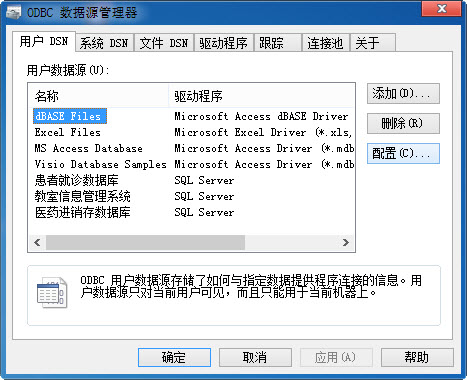 ODBC 数据源管理器
用户 DSN 系统 DSN 文件 DSN 驱动程序 跟踪 连接池 关于
用户数据源(U):
名称 驱动程序
dBASE Files Microsoft Access dBASE Driver
Excel Files Microsoft Excel Driver (*.xls,
MS Access Database Microsoft Access Driver (*.mdb
Visio Database Samples Microsoft Access Driver (*.mdb
患者就诊数据库 SQL Server
教室信息管理系统 SQL Server
医药进销存数据库 SQL Server
添加(D)...
删除(R)
配置(C)...
ODBC 用户数据源存储了如何与指定数据提供程序连接的信息。用
户数据源只对当前用户可见，而且只能用于当前机器上。
确定 取消 应用(A) 帮助